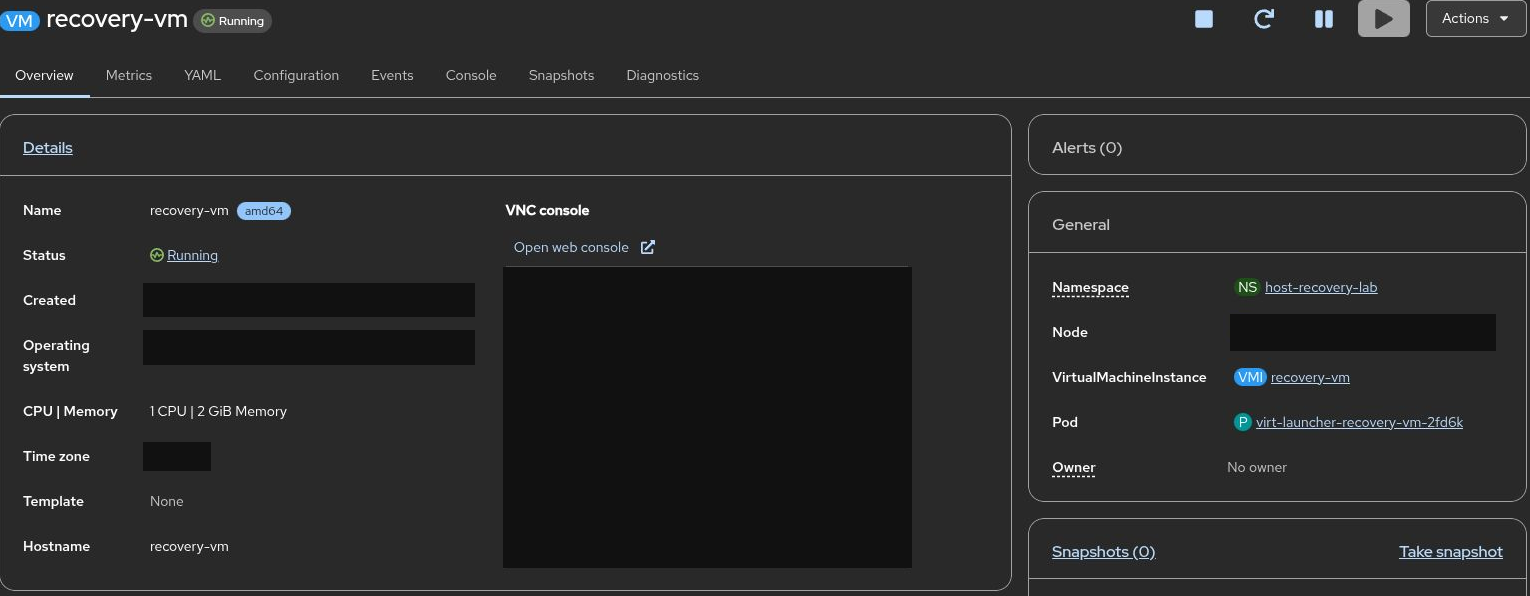 VM recovery-vm Running
Actions
Overview Metrics YAML Configuration Events Console Snapshots Diagnostics
Details
Name recovery-vm amd64
Status Running
Created
Operating
system
CPU | Memory 1 CPU | 2 GiB Memory
Time zone
Template None
Hostname recovery-vm
VNC console
Open web console
Alerts (0)
General
Namespace NS host-recovery-lab
Node
VirtualMachineInstance VMI recovery-vm
Pod P virt-launcher-recovery-vm-2fd6k
Owner No owner
Snapshots (0) Take snapshot